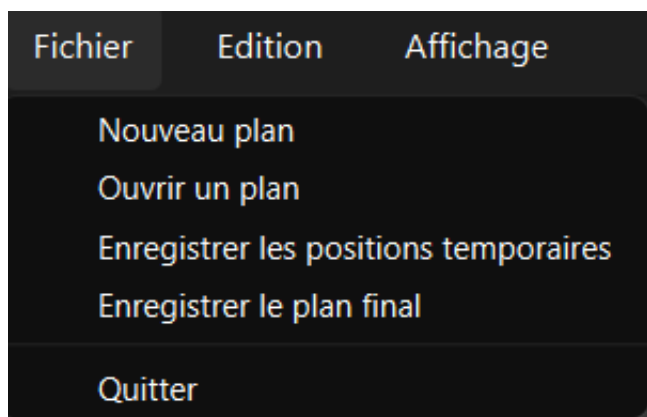 Fichier Edition Affichage
Nouveau plan
Ouvrir un plan
Enregistrer les positions temporaires
Enregistrer le plan final
Quitter